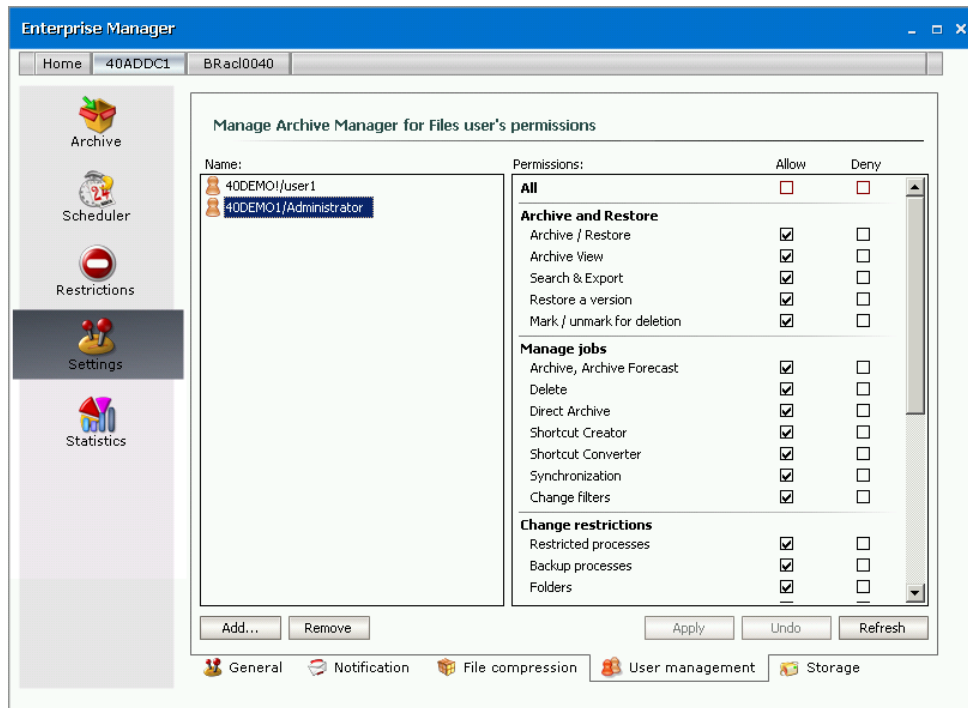 Enterprise Manager
Home 40ADDC1 BRacl0040
Archive
Scheduler
Restrictions
Settings
Statistics
Manage Archive Manager for Files user's permissions
Name:
40DEMO!/user1
40DEMO1/Administrator
Permissions: Allow Deny
All
Archive and Restore
Archive / Restore
Archive View
Search & Export
Restore a version
Mark / unmark for deletion
Manage jobs
Archive, Archive Forecast
Delete
Direct Archive
Shortcut Creator
Shortcut Converter
Synchronization
Change filters
Change restrictions
Restricted processes
Backup processes
Folders
Add... Remove Apply Undo Refresh
General Notification File compression User management Storage